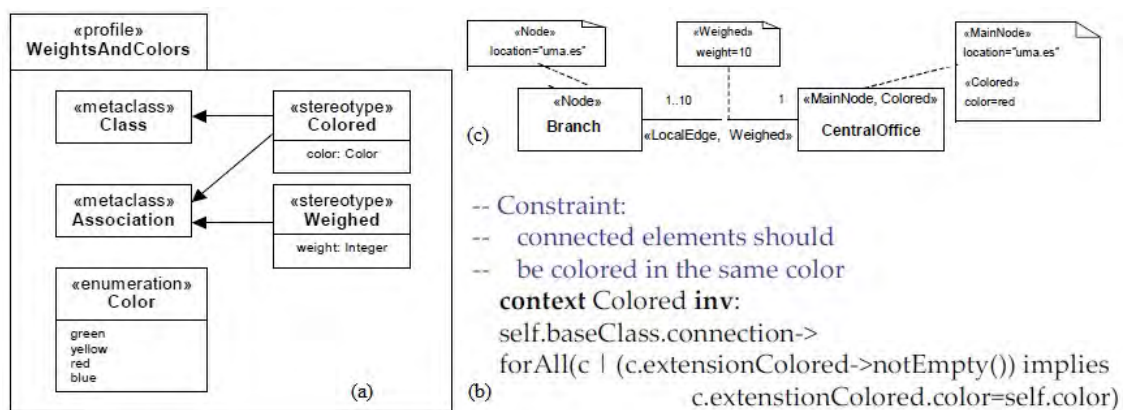 «profile»
WeightsAndColors
«metaclass»
Class
«stereotype»
Colored
color: Color
«metaclass»
Association
«stereotype»
Weighed
weight: Integer
«enumeration»
Color
green
yellow
red
blue
(a)
«Node»
location="uma.es"
«Weighed»
weight=10
«MainNode»
location="uma.es"
«Colored»
color=red
«Node»
Branch
1..10
1
«LocalEdge, Weighed»
«MainNode, Colored»
CentralOffice
(c)
-- Constraint:
-- connected elements should
-- be colored in the same color
context Colored inv:
self.baseClass.connection->
forAll(c | (c.extensionColored->notEmpty()) implies
c.extenstionColored.color=self.color)
(b)